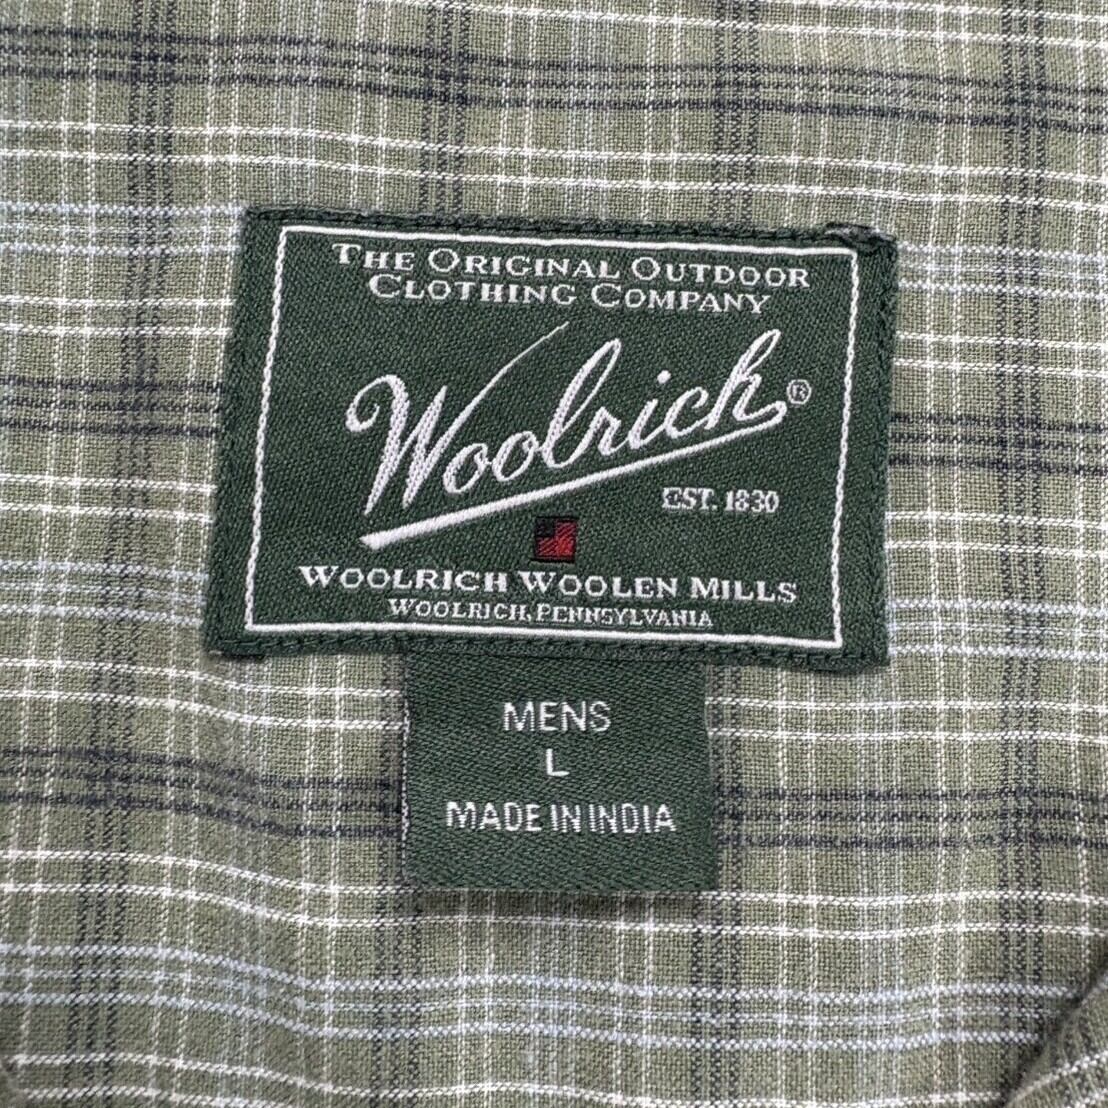 THE ORIGINAL OUTDOOR
CLOTHING COMPANY
Woolrich®
EST. 1830
WOOLRICH WOOLEN MILLS
WOOLRICH, PENNSYLVANIA
MENS
L
MADE IN INDIA